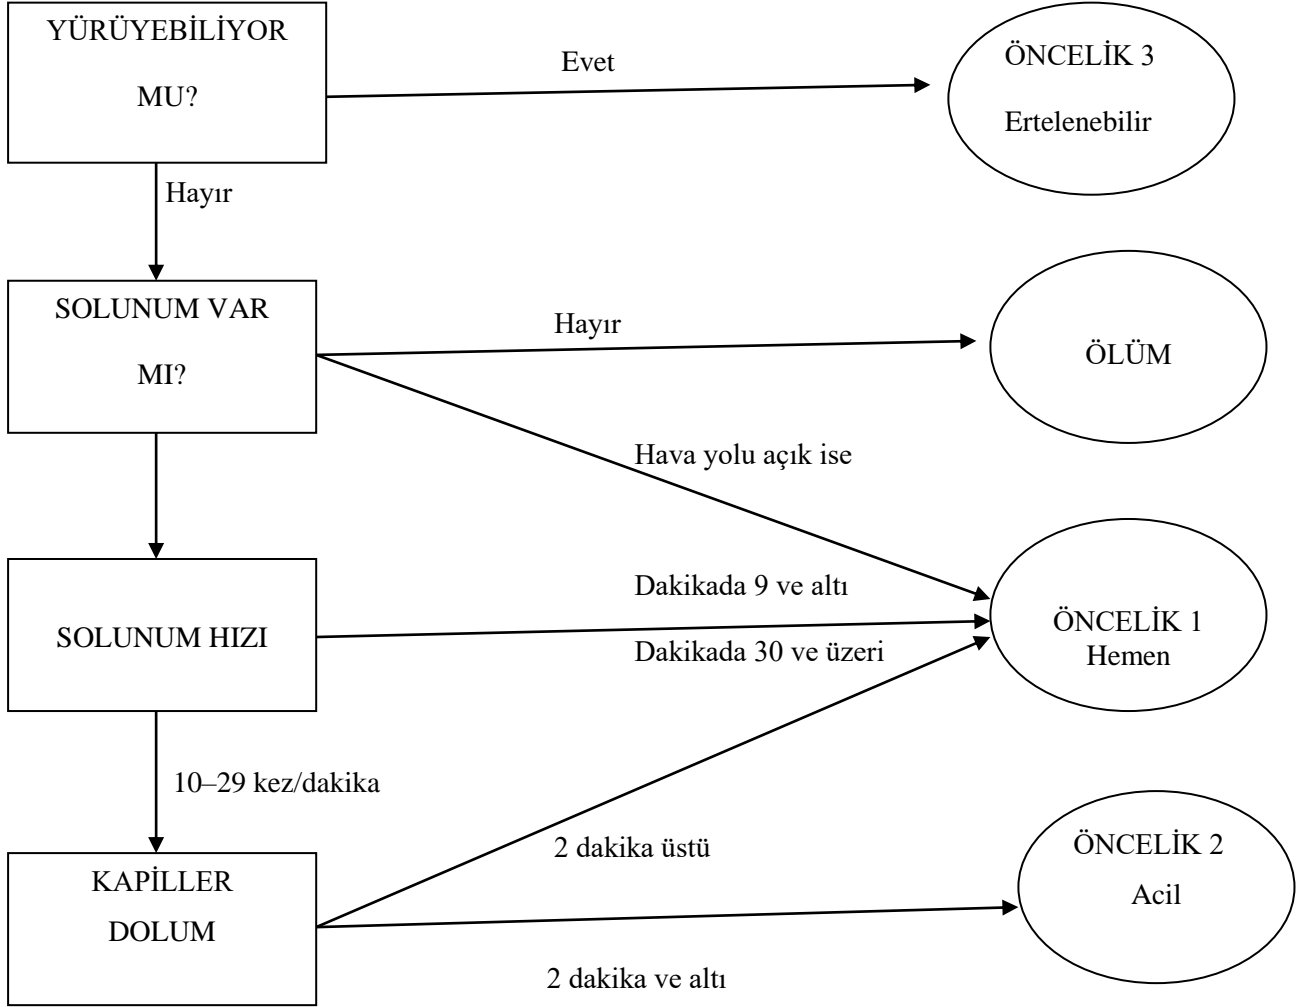 YÜRÜYEBİLİYOR
MU?
Evet
ÖNCELİK 3
Ertelenebilir
Hayır
SOLUNUM VAR
MI?
Hayır
ÖLÜM
Hava yolu açık ise
SOLUNUM HIZI
Dakikada 9 ve altı
Dakikada 30 ve üzeri
ÖNCELİK 1
Hemen
10–29 kez/dakika
KAPİLLER
DOLUM
2 dakika üstü
2 dakika ve altı
ÖNCELİK 2
Acil